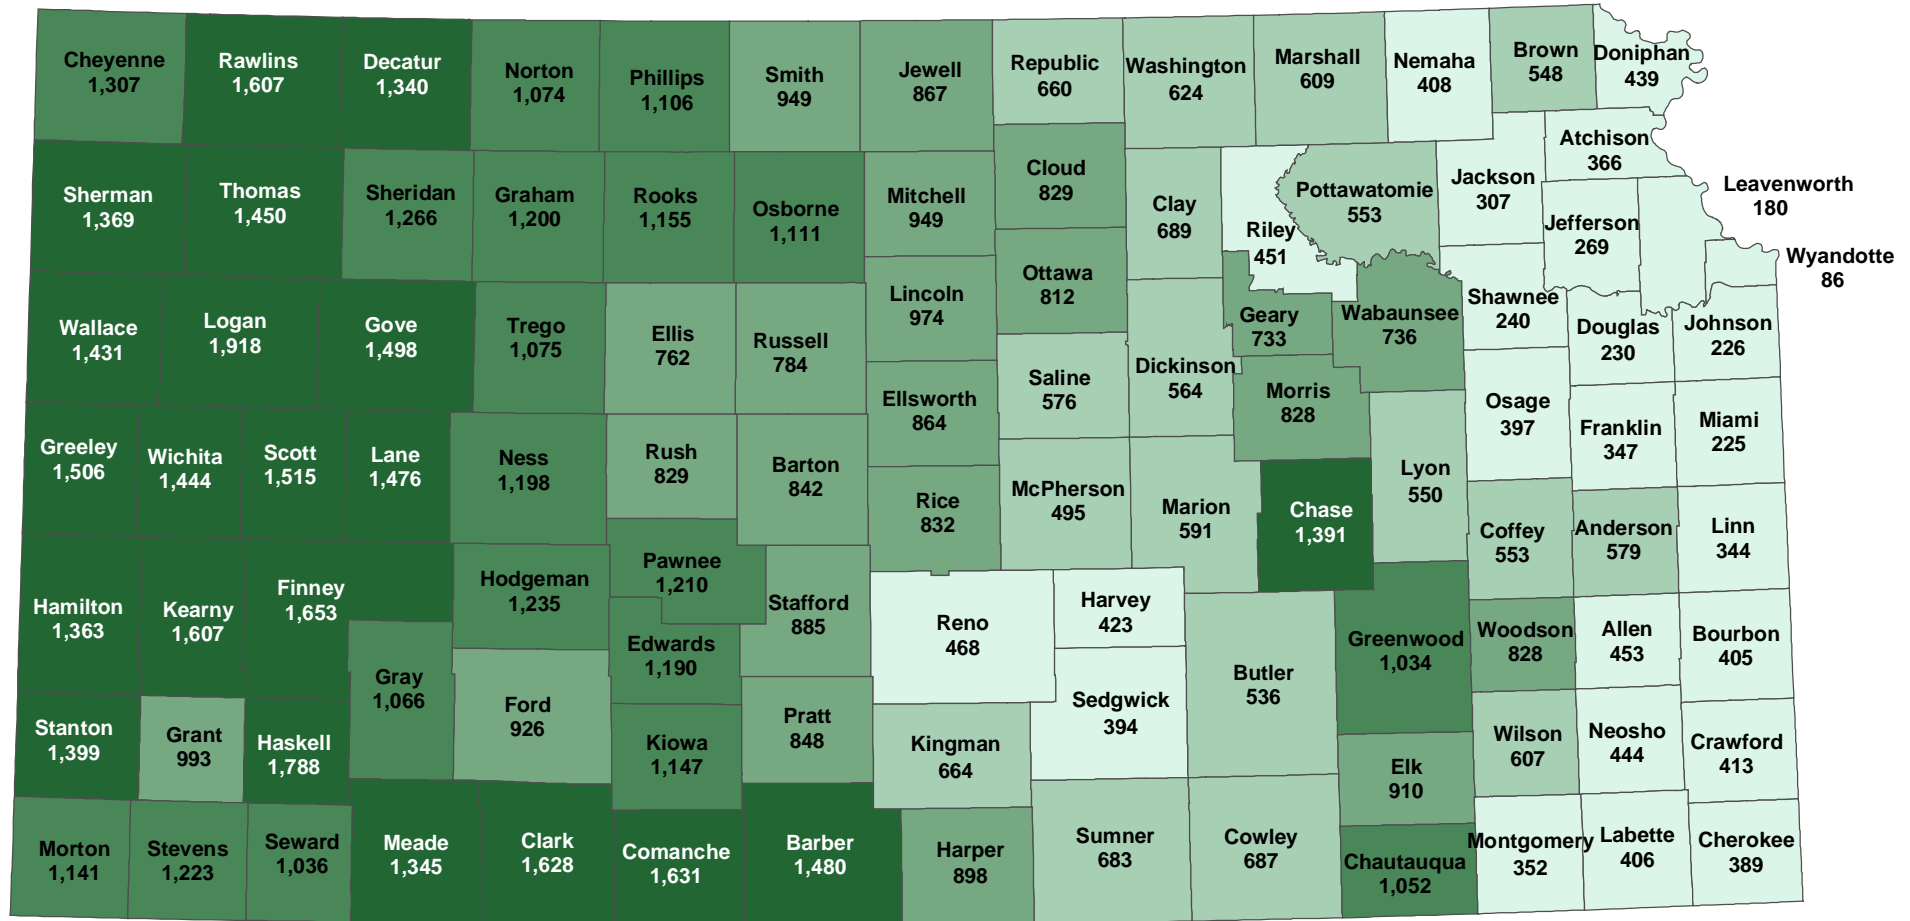 Cheyenne
1,307
Rawlins
1,607
Decatur
1,340
Norton
1,074
Phillips
1,106
Smith
949
Jewell
867
Republic
660
Washington
624
Marshall
609
Nemaha
408
Brown
548
Doniphan
439
Sherman
1,369
Thomas
1,450
Sheridan
1,266
Graham
1,200
Rooks
1,155
Osborne
1,111
Mitchell
949
Cloud
829
Clay
689
Riley
451
Pottawatomie
553
Jackson
307
Atchison
366
Jefferson
269
Leavenworth
180
Wyandotte
86
Wallace
1,431
Logan
1,918
Gove
1,498
Trego
1,075
Ellis
762
Russell
784
Lincoln
974
Ottawa
812
Saline
576
Dickinson
564
Geary
733
Wabaunsee
736
Shawnee
240
Douglas
230
Johnson
226
Greeley
1,506
Wichita
1,444
Scott
1,515
Lane
1,476
Ness
1,198
Rush
829
Barton
842
Ellsworth
864
Rice
832
McPherson
495
Marion
591
Morris
828
Chase
1,391
Lyon
550
Osage
397
Franklin
347
Miami
225
Coffey
553
Anderson
579
Linn
344
Hamilton
1,363
Kearny
1,607
Finney
1,653
Hodgeman
1,235
Pawnee
1,210
Edwards
1,190
Stafford
885
Reno
468
Harvey
423
Sedgwick
394
Butler
536
Greenwood
1,034
Woodson
828
Allen
453
Bourbon
405
Stanton
1,399
Grant
993
Haskell
1,788
Gray
1,066
Ford
926
Kiowa
1,147
Pratt
848
Kingman
664
Elk
910
Wilson
607
Neosho
444
Crawford
413
Morton
1,141
Stevens
1,223
Seward
1,036
Meade
1,345
Clark
1,628
Comanche
1,631
Barber
1,480
Harper
898
Sumner
683
Cowley
687
Chautauqua
1,052
Montgomery
352
Labette
406
Cherokee
389